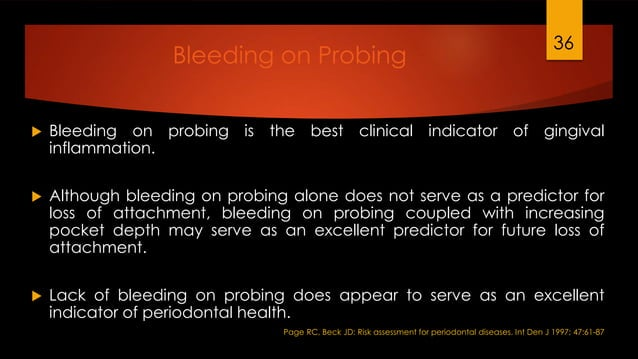 36
Bleeding on Probing
Bleeding on probing is the best clinical indicator of gingival
inflammation.
Although bleeding on probing alone does not serve as a predictor for
loss of attachment, bleeding on probing coupled with increasing
pocket depth may serve as an excellent predictor for future loss of
attachment.
Lack of bleeding on probing does appear to serve as an excellent
indicator of periodontal health.
Page RC, Beck JD: Risk assessment for periodontal diseases. Int Den J 1997; 47:61-87